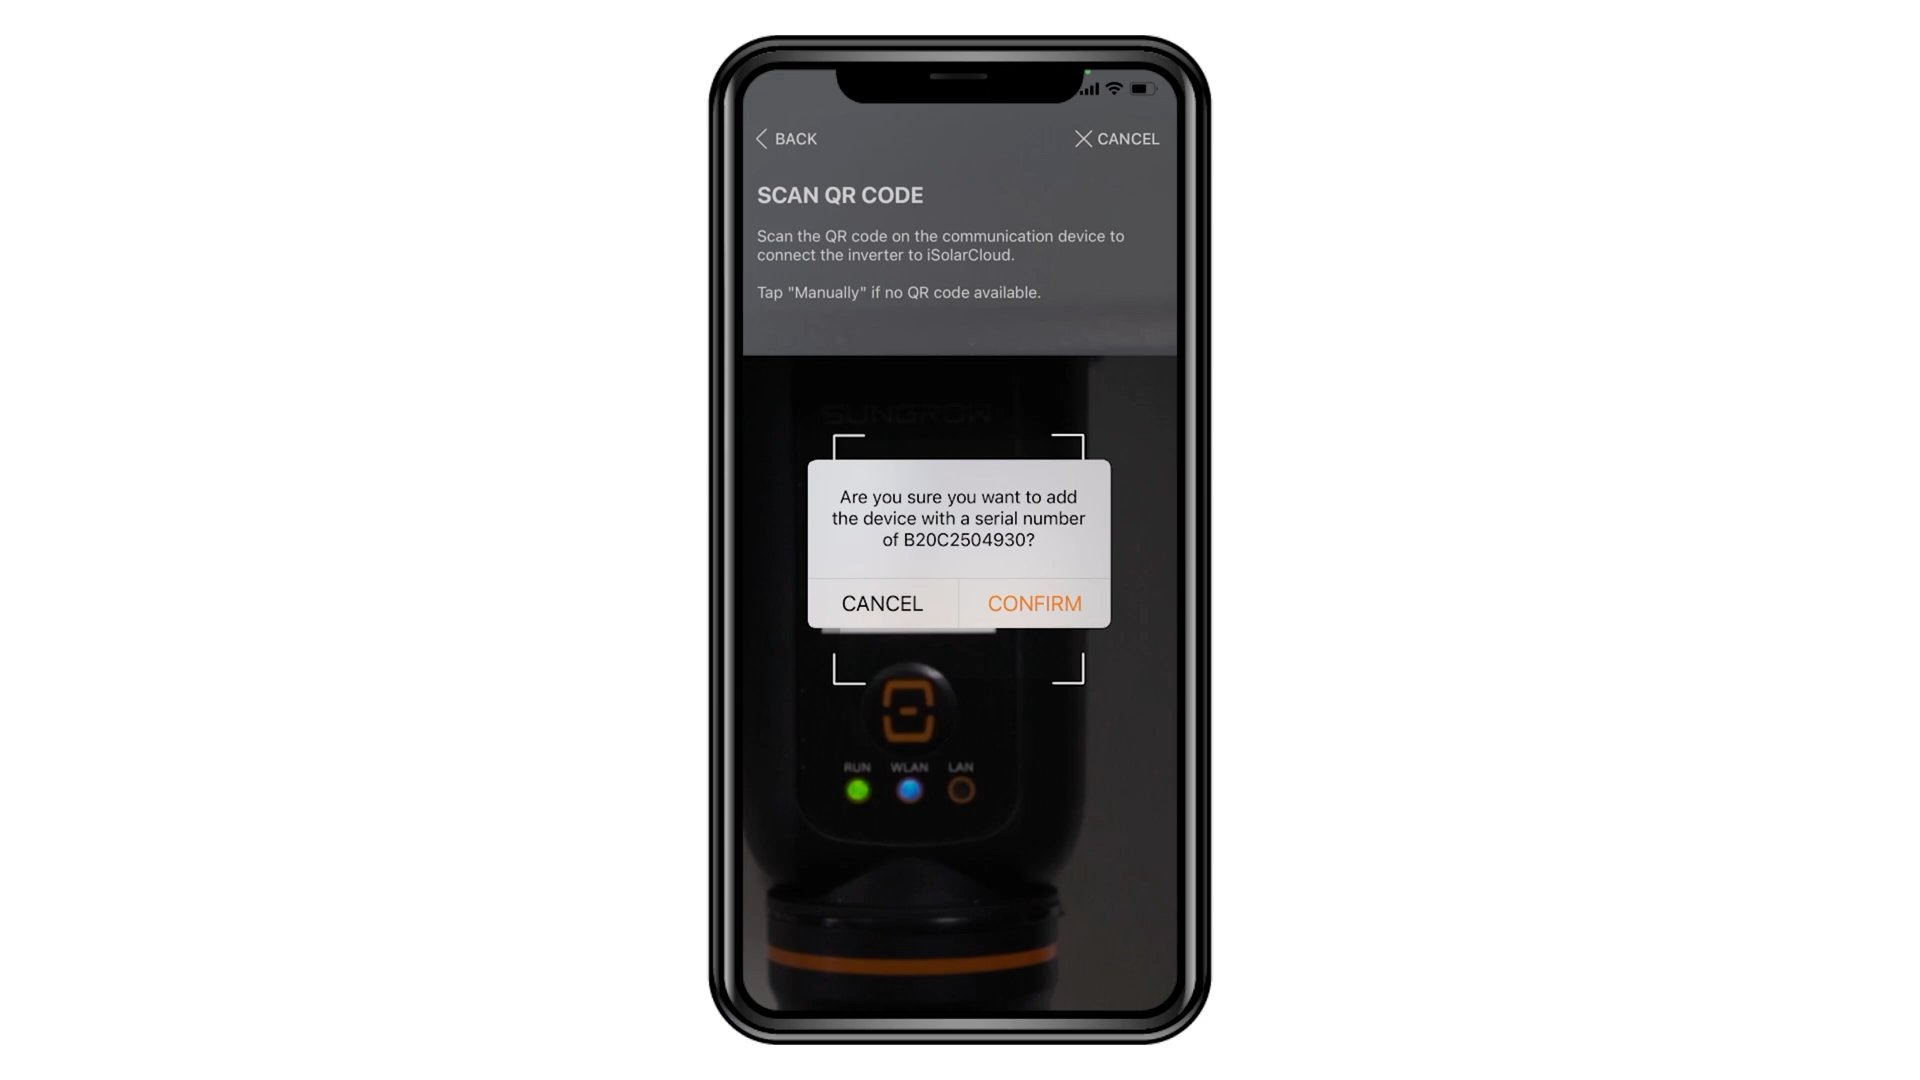 BACK
CANCEL
SCAN QR CODE
Scan the QR code on the communication device to
connect the inverter to iSolarCloud.
Tap "Manually" if no QR code available.
SUNGROW
Are you sure you want to add
the device with a serial number
of B20C2504930?
CANCEL
CONFIRM
RUN
WLAN
LAN